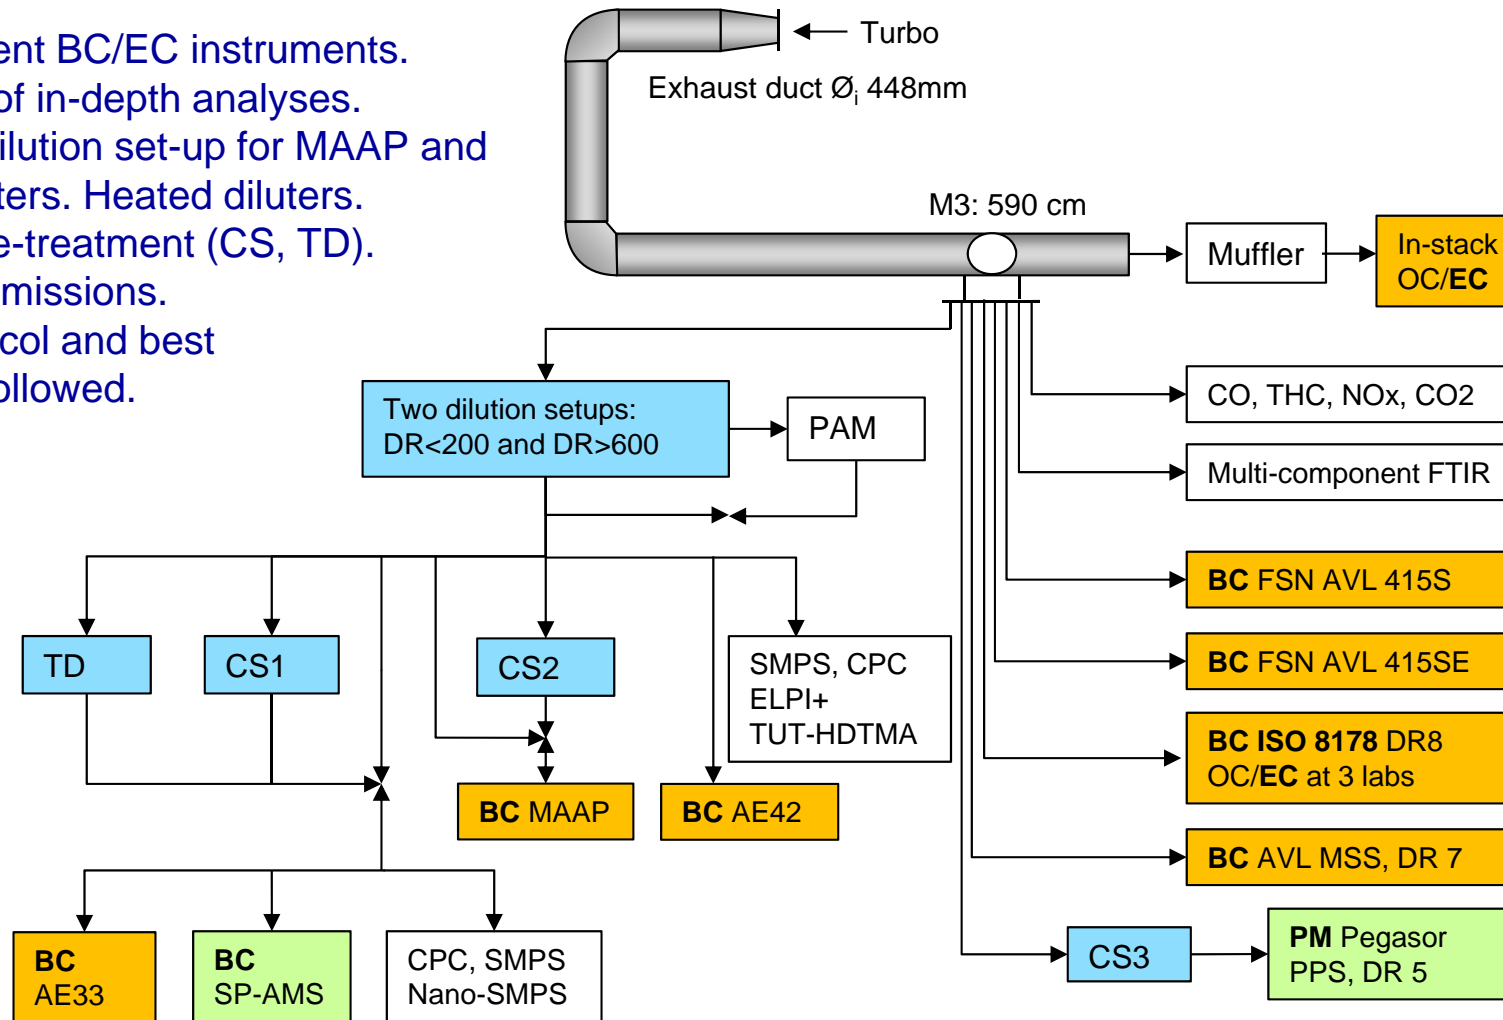 ent BC/EC instruments.
of in-depth analyses.
ilution set-up for MAAP and
ters. Heated diluters.
e-treatment (CS, TD).
missions.
col and best
ollowed.
Turbo
Exhaust duct Øi 448mm
M3: 590 cm
Muffler
In-stack
OC/EC
Two dilution setups:
DR<200 and DR>600
PAM
CO, THC, NOx, CO2
Multi-component FTIR
BC FSN AVL 415S
BC FSN AVL 415SE
BC ISO 8178 DR8
OC/EC at 3 labs
BC AVL MSS, DR 7
TD
CS1
CS2
SMPS, CPC
ELPI+
TUT-HDTMA
BC MAAP
BC AE42
BC
AE33
BC
SP-AMS
CPC, SMPS
Nano-SMPS
CS3
PM Pegasor
PPS, DR 5